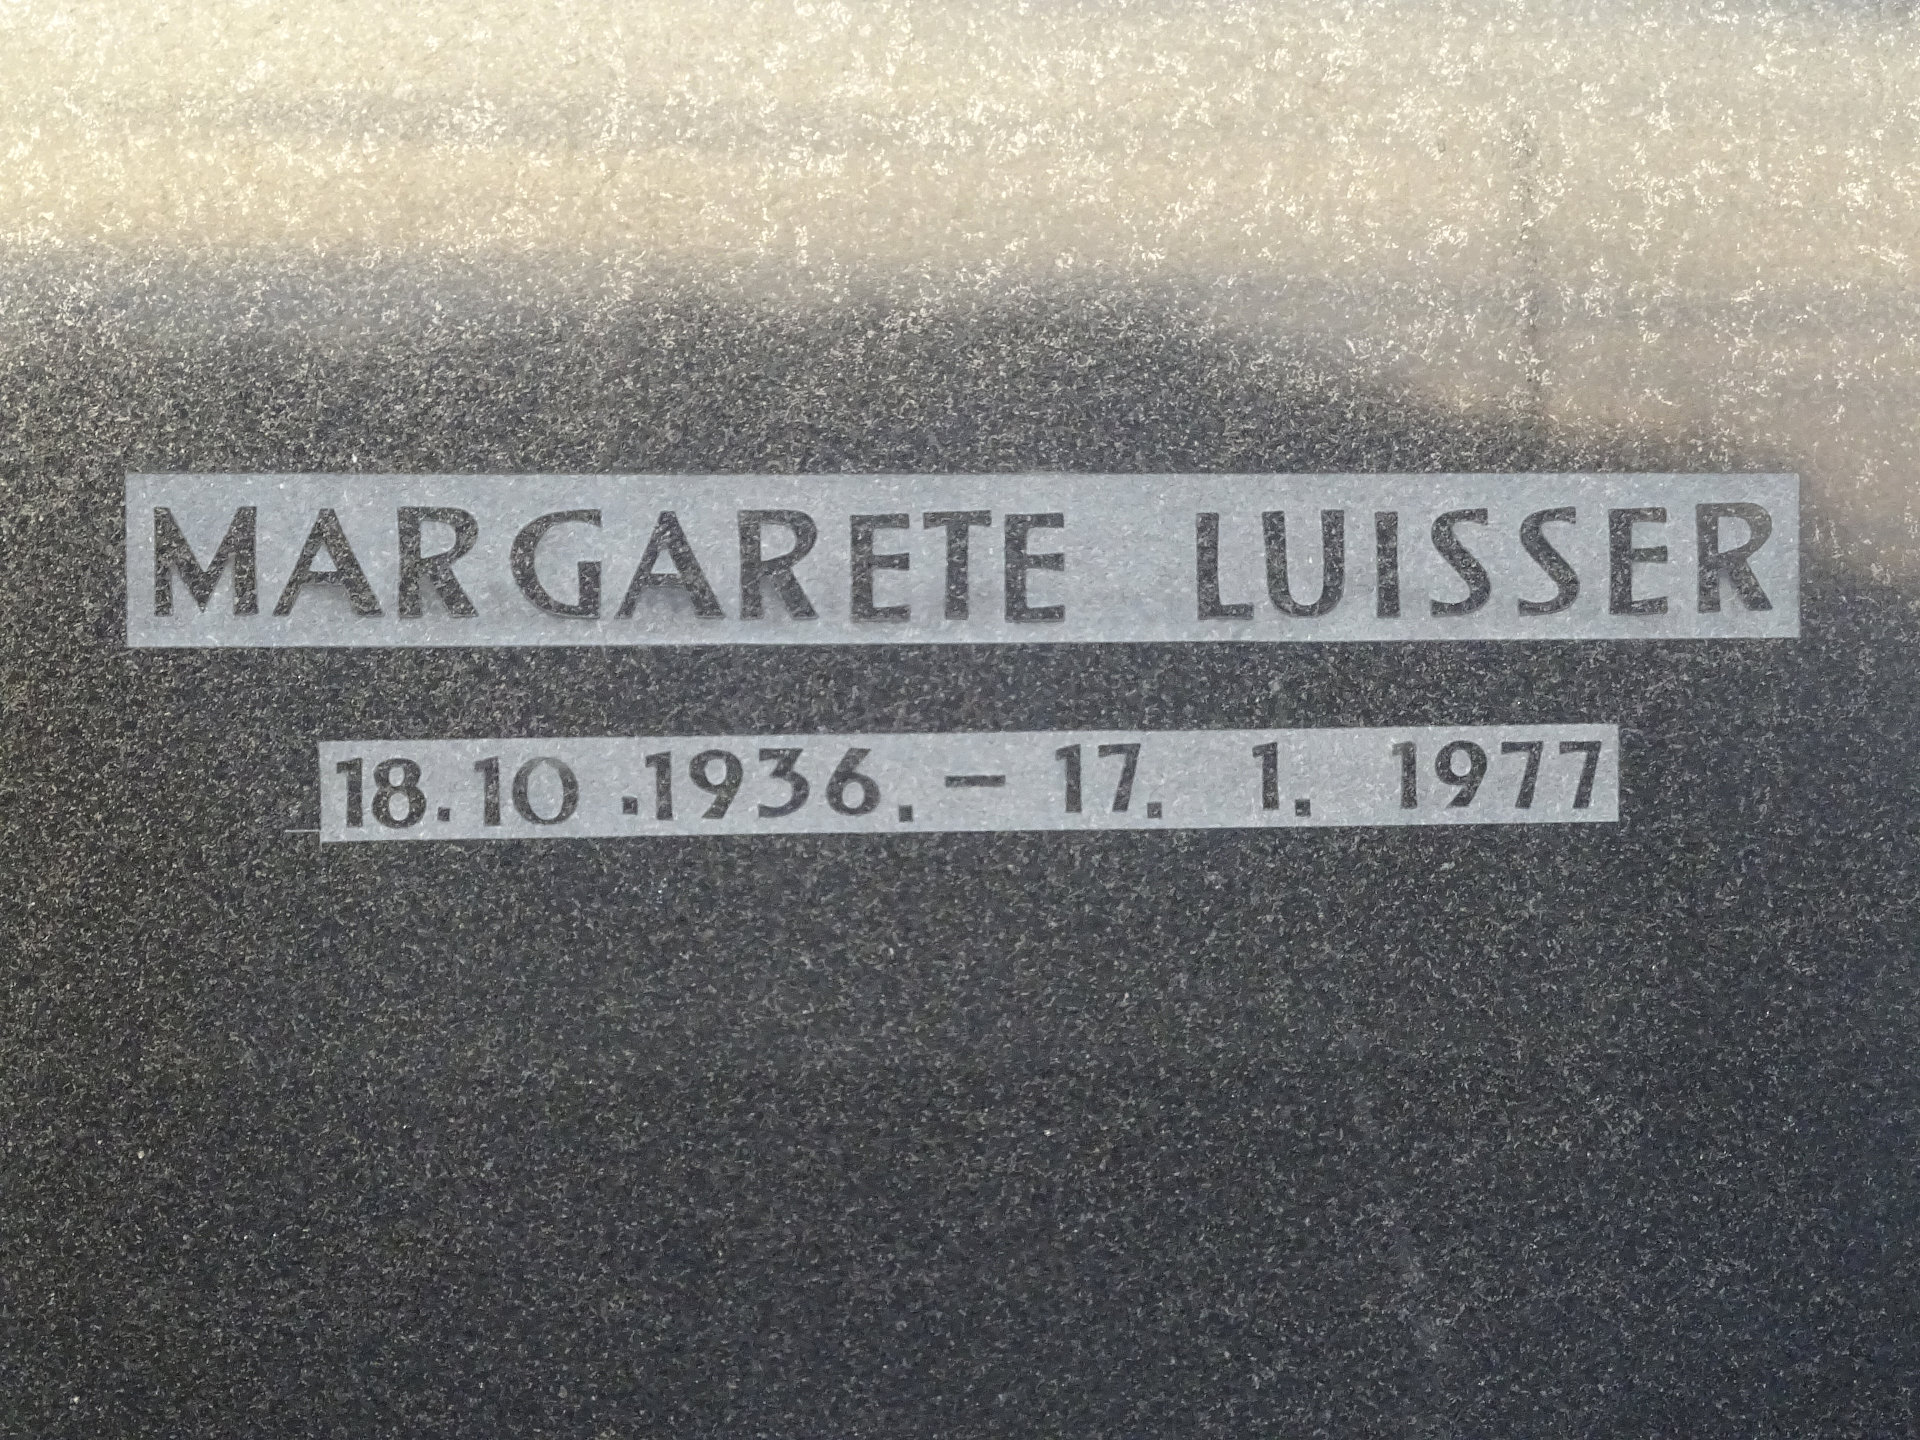 MARGARETE LUISSER
18.10.1936. – 17. 1. 1977